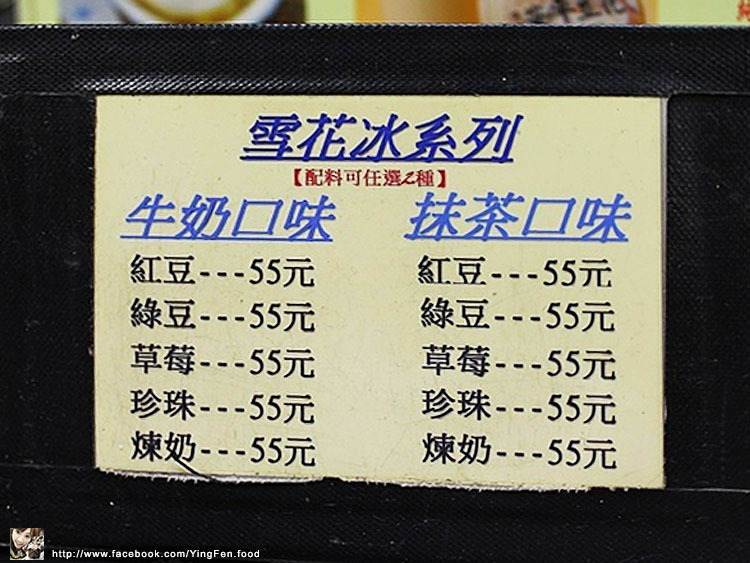 雪花冰系列
【配料可任選2種】
牛奶口味
紅豆---55元
綠豆---55元
草莓---55元
珍珠---55元
煉奶---55元
抹茶口味
紅豆---55元
綠豆---55元
草莓---55元
珍珠---55元
煉奶---55元
http://www.facebook.com/YingFen.food